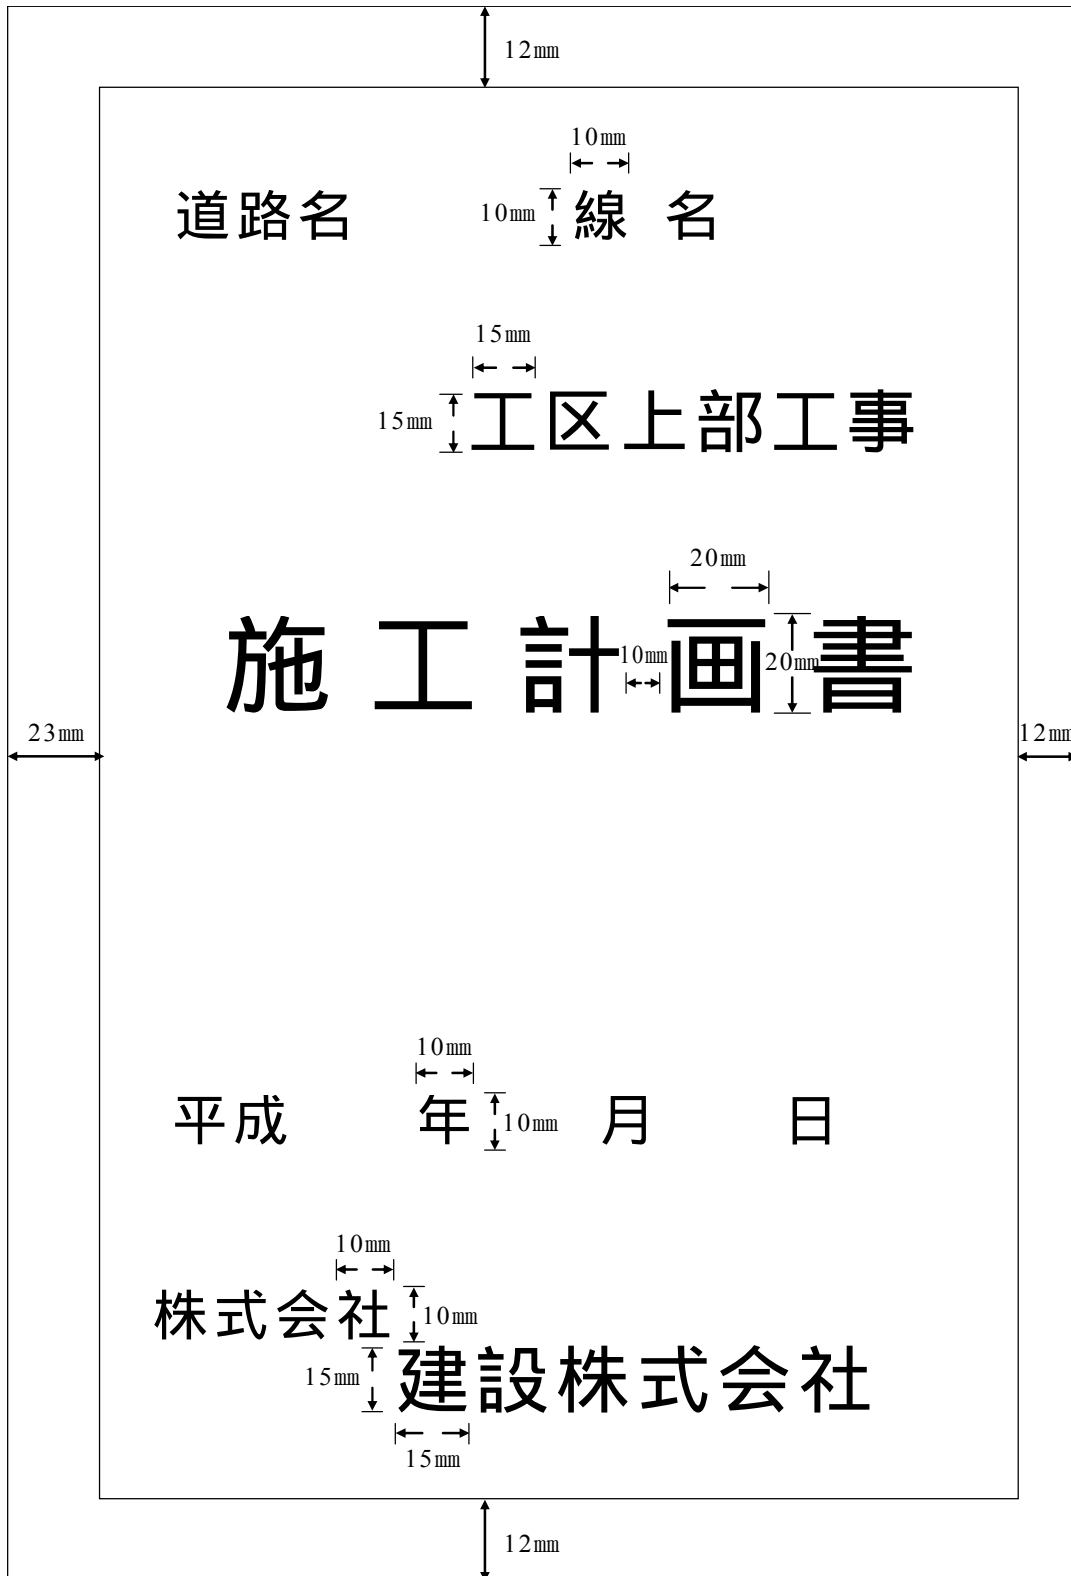 12mm
10mm
道路名 10mm 線 名
15mm
15mm 工区上部工事
20mm
施 工 計 10mm 画 20mm 書
23mm 12mm
10mm
平成 年 10mm 月 日
10mm
株式会社 10mm
15mm 建設株式会社
15mm
12mm